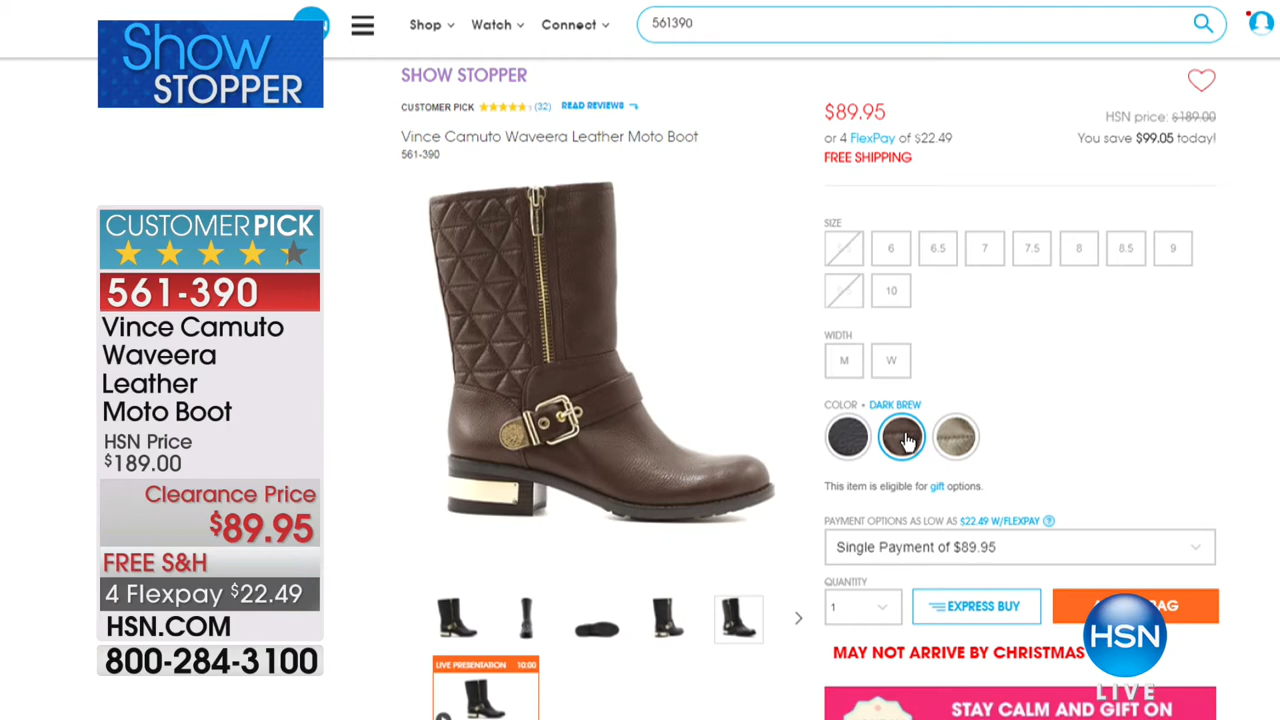 Show
STOPPER
Shop
Watch
Connect
561390
SHOW STOPPER
CUSTOMER PICK
(32)
READ REVIEWS
Vince Camuto Waveera Leather Moto Boot
561-390
$89.95
or 4 FlexPay of $22.49
FREE SHIPPING
HSN price: $189.00
You save $99.05 today!
SIZE
6
6.5
7
7.5
8
8.5
9
10
WIDTH
M
W
COLOR • DARK BREW
This item is eligible for gift options.
PAYMENT OPTIONS AS LOW AS $22.49 W/FLEXPAY ?
Single Payment of $89.95
QUANTITY
1
EXPRESS BUY
BAG
MAY NOT ARRIVE BY CHRISTMAS
STAY CALM AND GIFT ON
LIVE PRESENTATION 10:00
CUSTOMER PICK
561-390
Vince Camuto
Waveera
Leather
Moto Boot
HSN Price
$189.00
Clearance Price
$89.95
FREE S&H
4 Flexpay $22.49
HSN.COM
800-284-3100
HSN
LIVE